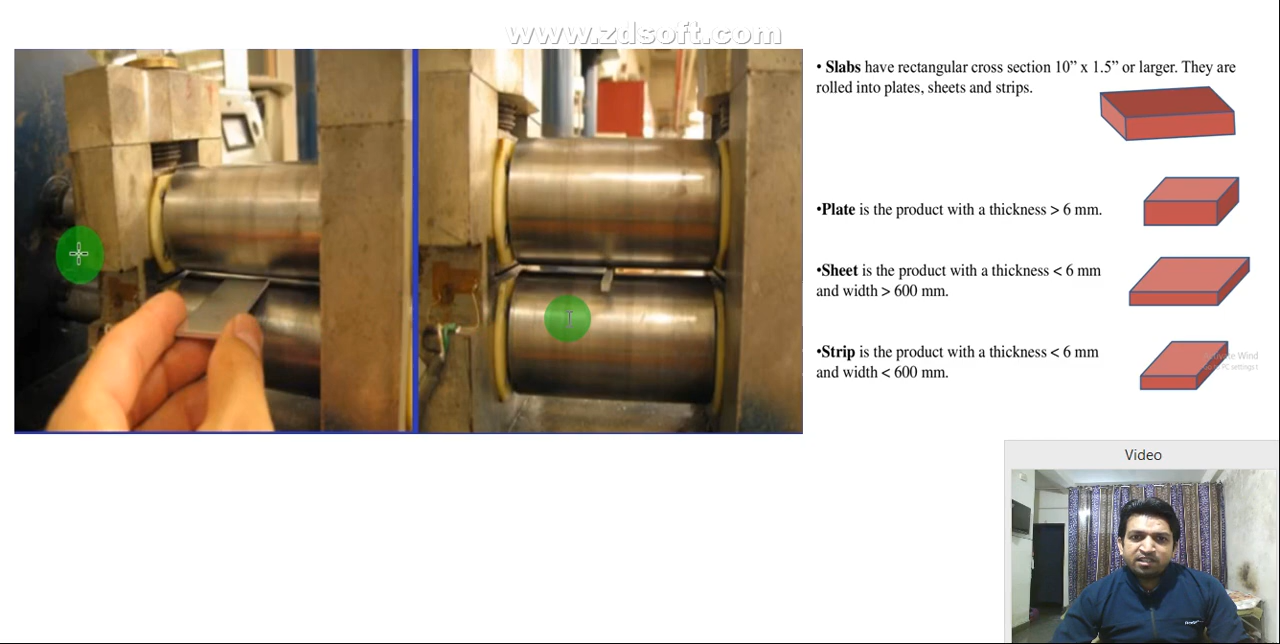 www.zdsoft.com
• Slabs have rectangular cross section 10” x 1.5” or larger. They are
rolled into plates, sheets and strips.
•Plate is the product with a thickness > 6 mm.
•Sheet is the product with a thickness < 6 mm
and width > 600 mm.
•Strip is the product with a thickness < 6 mm
and width < 600 mm.
Video